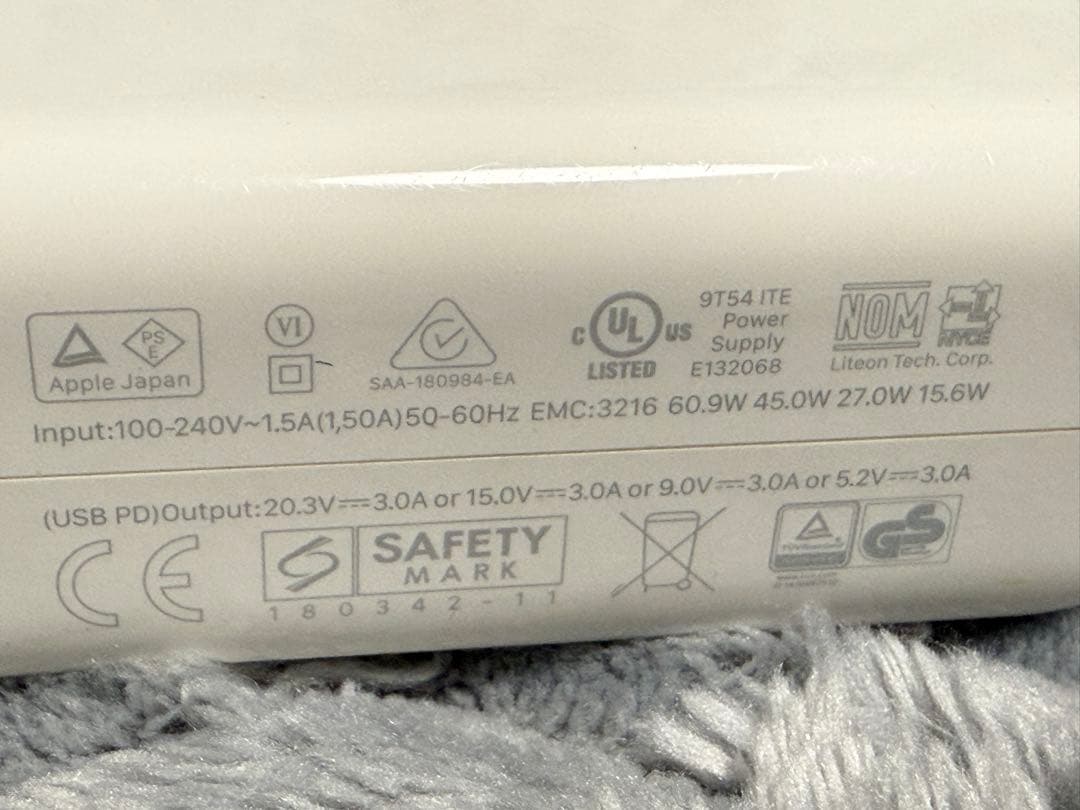 PS E
Apple Japan
VI
SAA-180984-EA
C UL US
LISTED
9T54 ITE
Power
Supply
E132068
NOM
NYCE
Liteon Tech. Corp.
Input:100-240V~1.5A(1,50A)50-60Hz EMC:3216 60.9W 45.0W 27.0W 15.6W
(USB PD)Output:20.3V⎓3.0A or 15.0V⎓3.0A or 9.0V⎓3.0A or 5.2V⎓3.0A
CE
S SAFETY
MARK
180342-11
GS